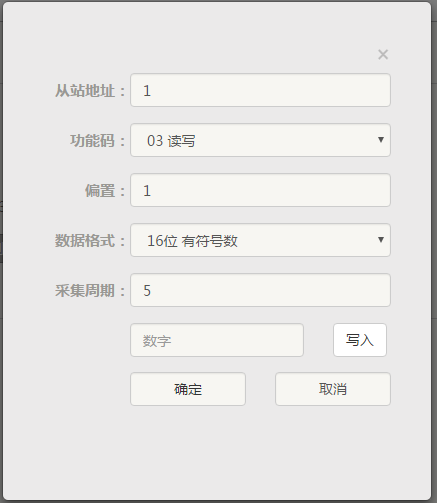 ×
从站地址： 1
功能码： 03 读写
偏置： 1
数据格式： 16位 有符号数
采集周期： 5
数字 写入
确定 取消